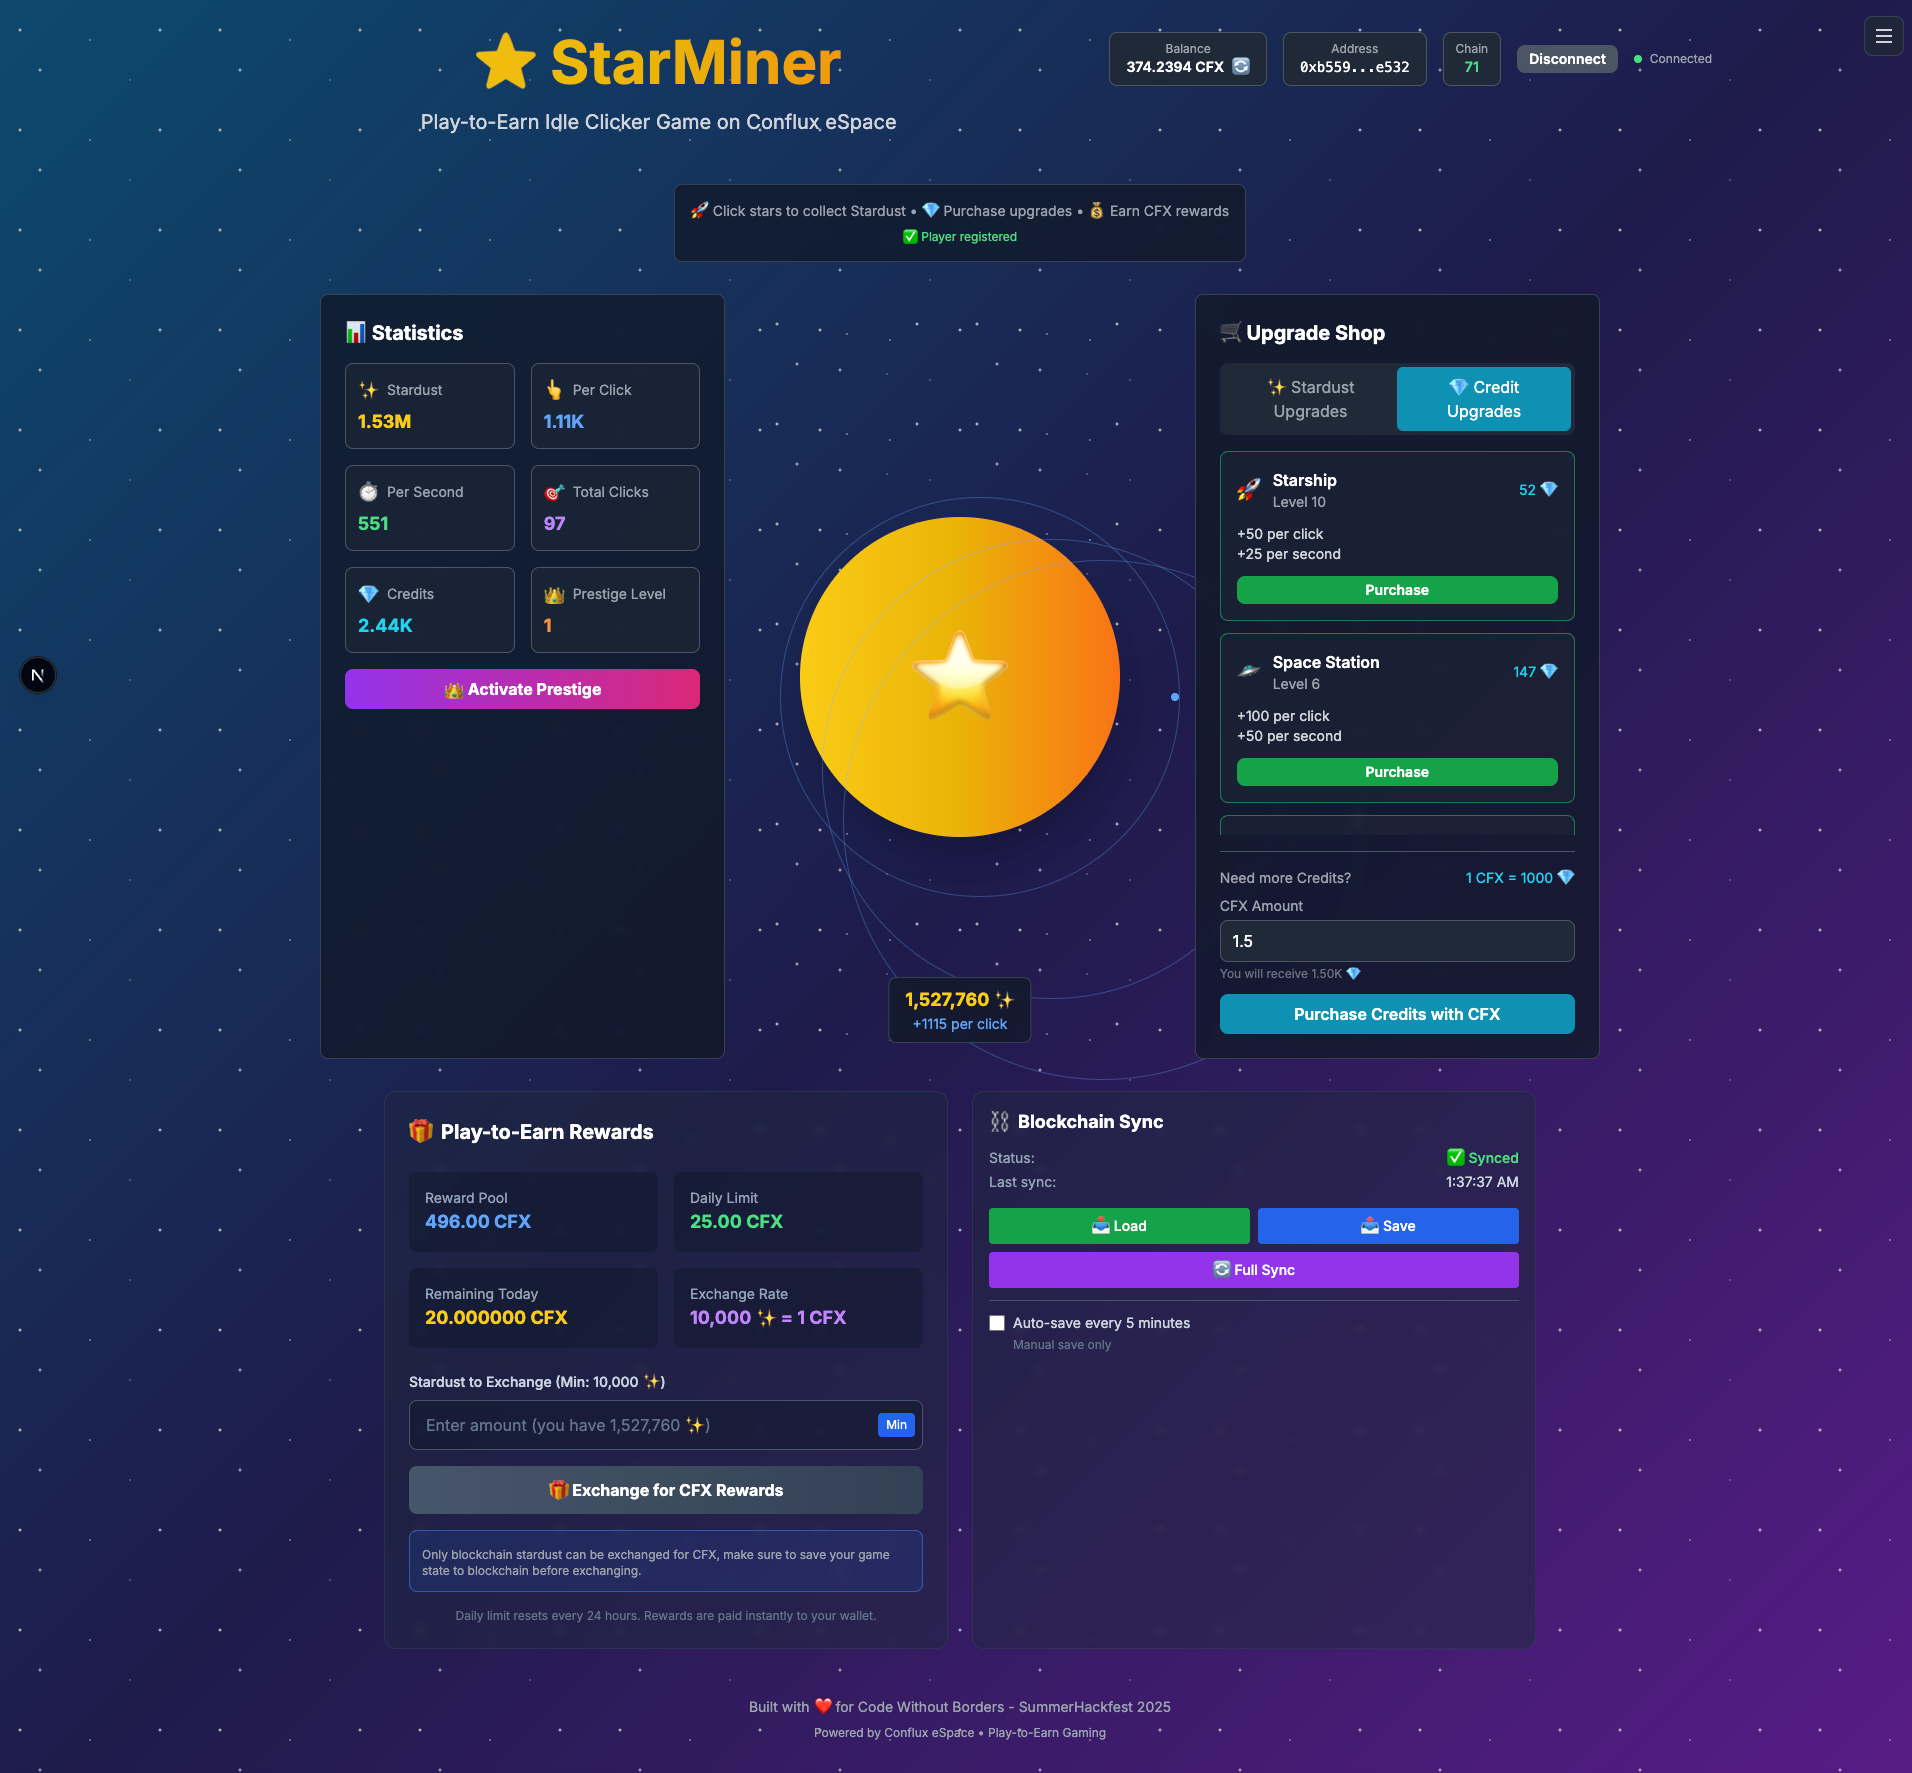 ⭐ StarMiner
Play-to-Earn Idle Clicker Game on Conflux eSpace
Balance
374.2394 CFX 🔄
Address
0xb559...e532
Chain
71
Disconnect
Connected
🚀 Click stars to collect Stardust • 💎 Purchase upgrades • 💰 Earn CFX rewards
✅ Player registered
📊 Statistics
✨ Stardust
1.53M
👆 Per Click
1.11K
⏱️ Per Second
551
🎯 Total Clicks
97
💎 Credits
2.44K
👑 Prestige Level
1
👑 Activate Prestige
N
1,527,760 ✨
+1115 per click
🛒 Upgrade Shop
✨ Stardust
Upgrades
💎 Credit
Upgrades
🚀 Starship
Level 10
52 💎
+50 per click
+25 per second
Purchase
🛸 Space Station
Level 6
147 💎
+100 per click
+50 per second
Purchase
Need more Credits?
1 CFX = 1000 💎
CFX Amount
1.5
You will receive 1.50K 💎
Purchase Credits with CFX
🎁 Play-to-Earn Rewards
Reward Pool
496.00 CFX
Daily Limit
25.00 CFX
Remaining Today
20.000000 CFX
Exchange Rate
10,000 ✨ = 1 CFX
Stardust to Exchange (Min: 10,000 ✨)
Enter amount (you have 1,527,760 ✨)
Min
🎁 Exchange for CFX Rewards
Only blockchain stardust can be exchanged for CFX, make sure to save your game
state to blockchain before exchanging.
Daily limit resets every 24 hours. Rewards are paid instantly to your wallet.
⛓️ Blockchain Sync
Status:
✅ Synced
Last sync:
1:37:37 AM
📥 Load
📤 Save
🔄 Full Sync
Auto-save every 5 minutes
Manual save only
Built with ❤️ for Code Without Borders - SummerHackfest 2025
Powered by Conflux eSpace • Play-to-Earn Gaming